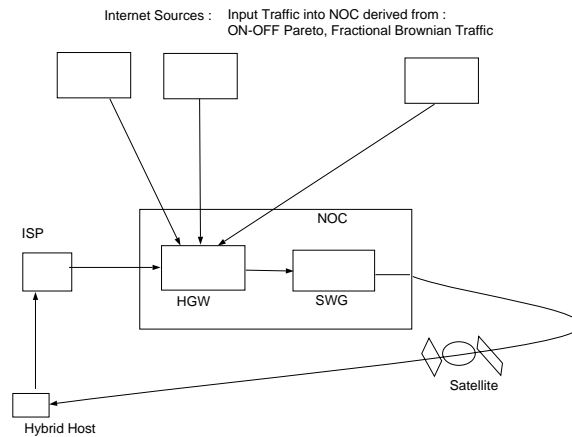 Internet Sources : Input Traffic into NOC derived from :
ON-OFF Pareto, Fractional Brownian Traffic
NOC
ISP
HGW
SWG
Satellite
Hybrid Host